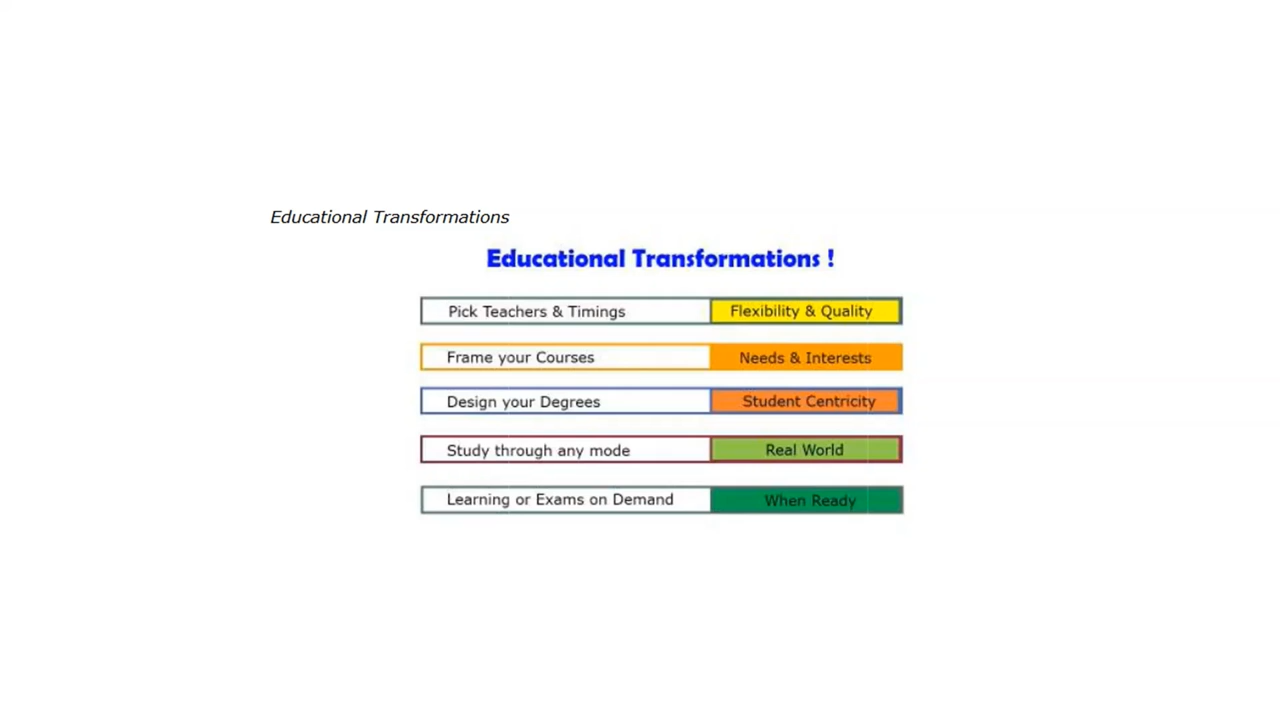 Educational Transformations
Educational Transformations !
Pick Teachers & Timings Flexibility & Quality
Frame your Courses Needs & Interests
Design your Degrees Student Centricity
Study through any mode Real World
Learning or Exams on Demand When Ready